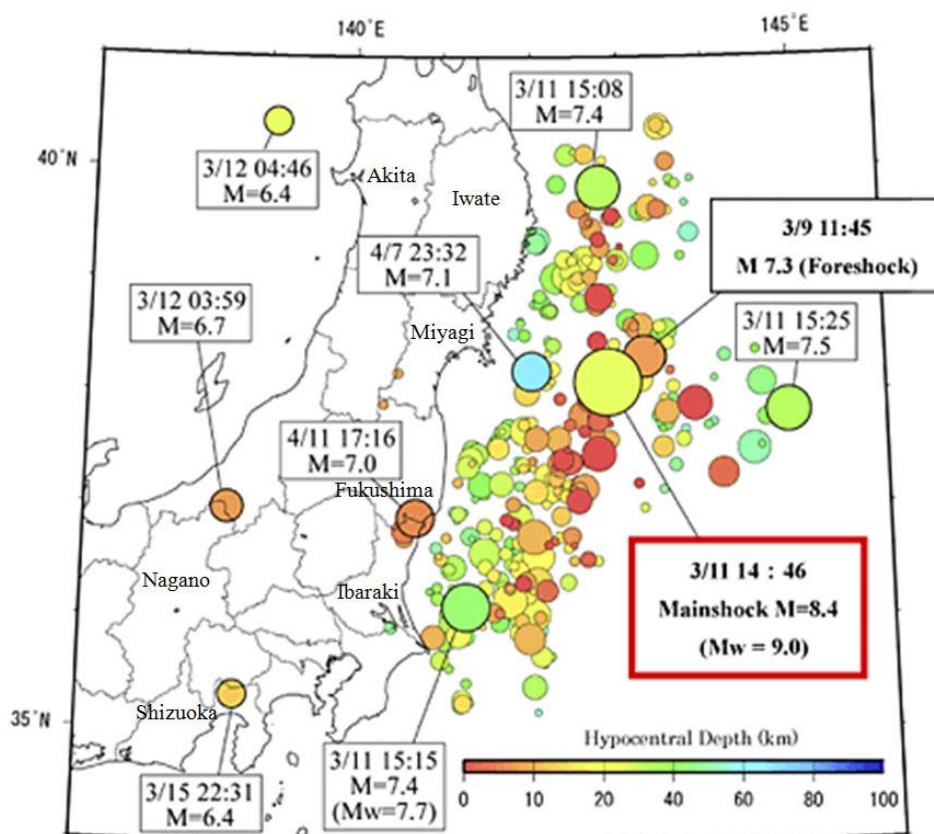 140°E
145°E
3/11 15:08
M=7.4
40°N
3/12 04:46
M=6.4
Akita
Iwate
3/9 11:45
M 7.3 (Foreshock)
4/7 23:32
M=7.1
3/12 03:59
M=6.7
Miyagi
3/11 15:25
M=7.5
4/11 17:16
M=7.0
Fukushima
3/11 14 : 46
Mainshock M=8.4
(Mw = 9.0)
Nagano
Ibaraki
35°N
Shizuoka
3/15 22:31
M=6.4
3/11 15:15
M=7.4
(Mw=7.7)
Hypocentral Depth (km)
0 20 40 60 80 100